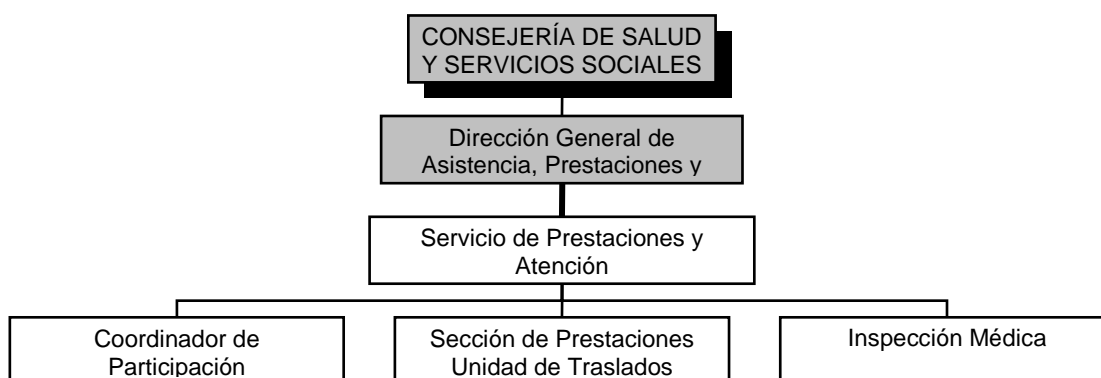 CONSEJERÍA DE SALUD
Y SERVICIOS SOCIALES
Dirección General de
Asistencia, Prestaciones y
Servicio de Prestaciones y
Atención
Coordinador de
Participación
Sección de Prestaciones
Unidad de Traslados
Inspección Médica